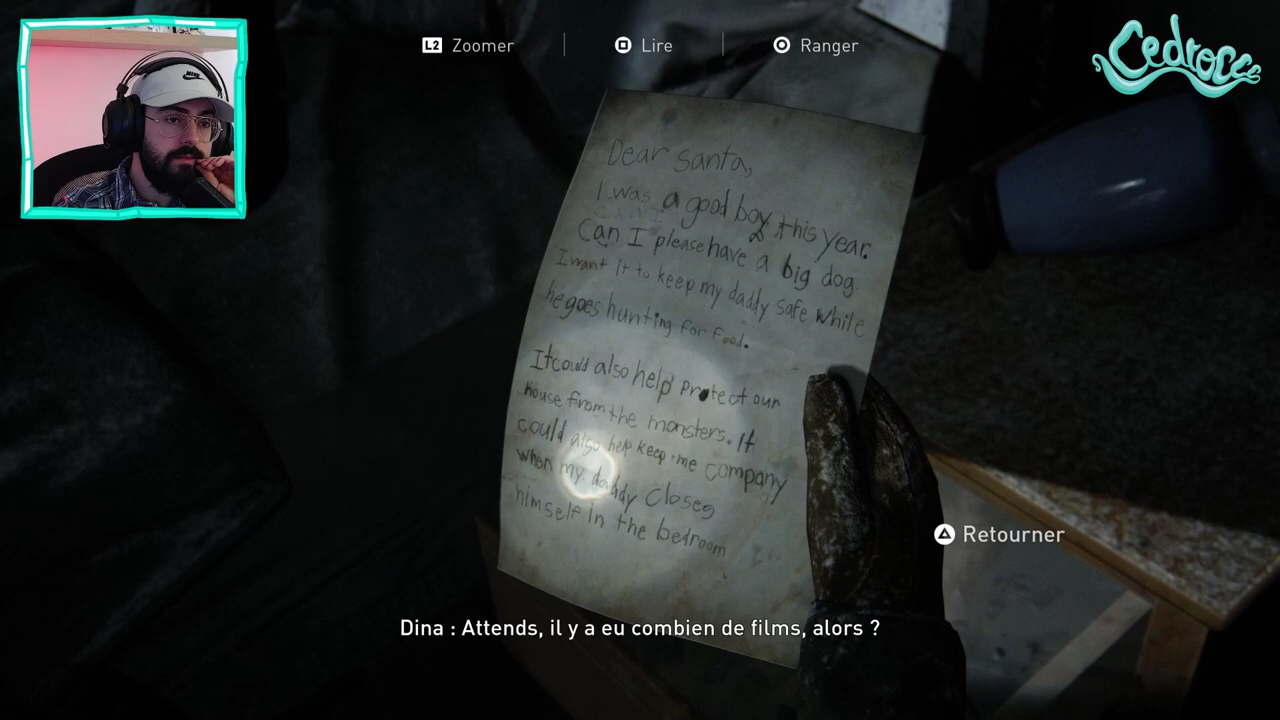 L2 Zoomer
Lire
Ranger
Cedrocce
Dear Santa,
I was a good boy this year.
Can I please have a big dog.
I want it to keep my daddy safe while
he goes hunting for food.
It could also help protect our
house from the monsters. It
could also help keep me company
when my daddy closes
himself in the bedroom
Retourner
Dina : Attends, il y a eu combien de films, alors ?